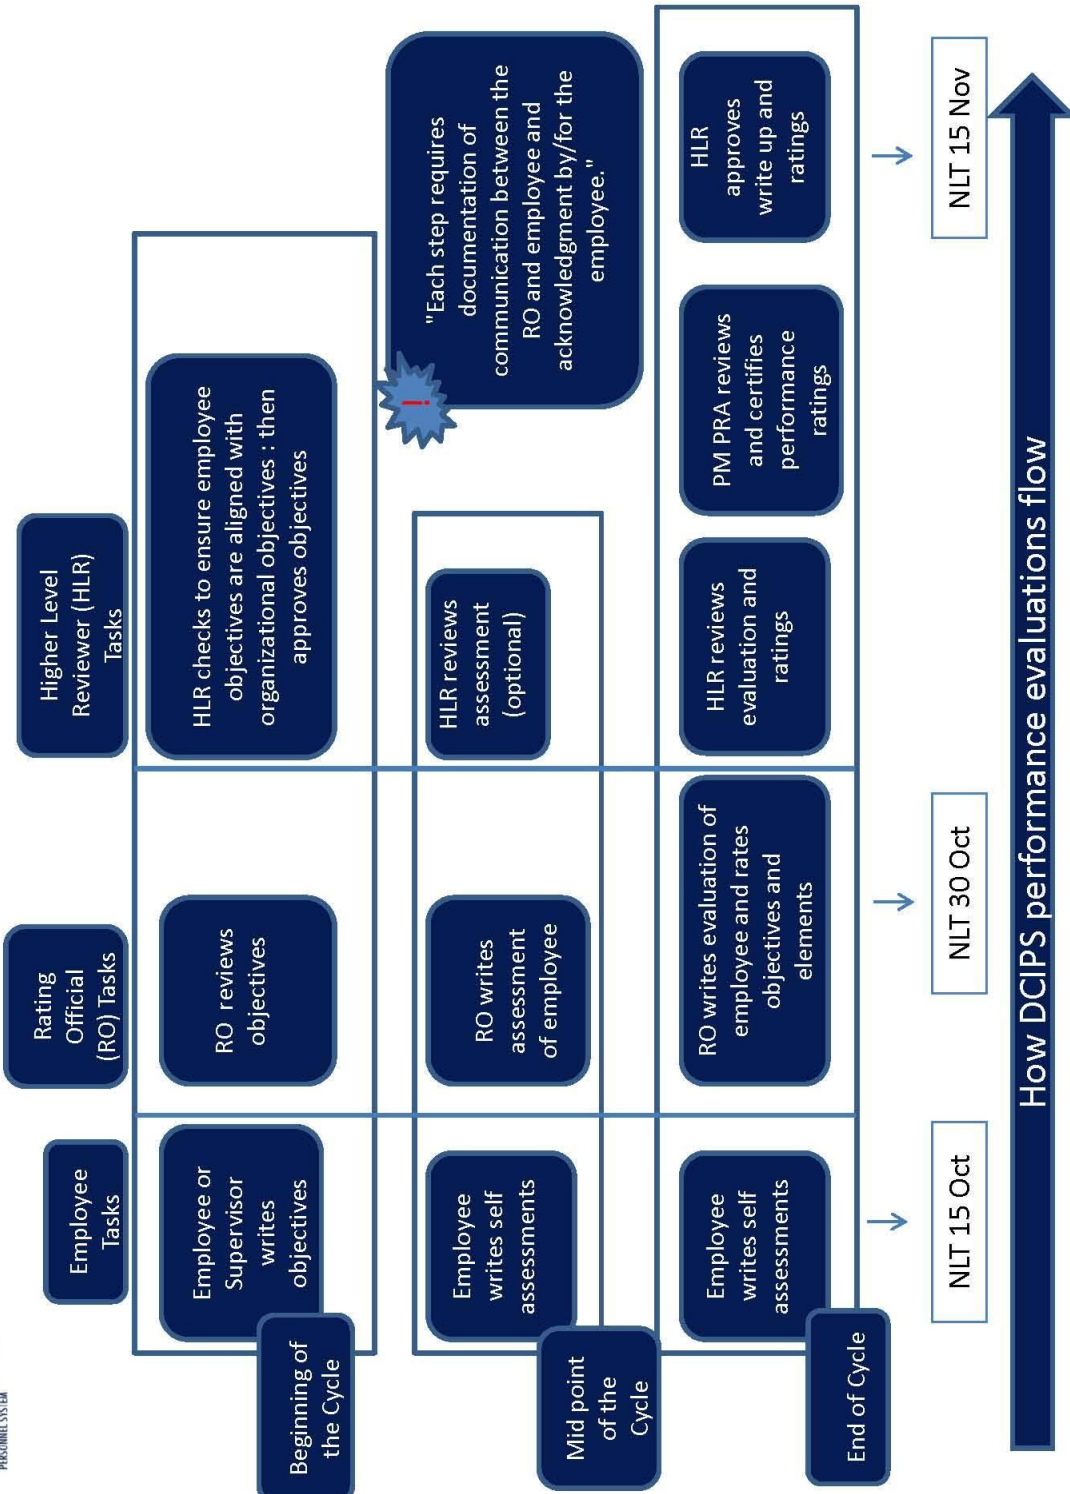 PERSONNEL SYSTEM
Employee
Tasks
Rating
Official
(RO) Tasks
Higher Level
Reviewer (HLR)
Tasks
Beginning of
the Cycle
Employee or
Supervisor
writes
objectives
RO reviews
objectives
HLR checks to ensure employee
objectives are aligned with
organizational objectives : then
approves objectives
Mid point
of the
Cycle
Employee
writes self
assessments
RO writes
assessment
of employee
HLR reviews
assessment
(optional)
!
"Each step requires
documentation of
communication between the
RO and employee and
acknowledgment by/for the
employee."
End of Cycle
Employee
writes self
assessments
RO writes evaluation of
employee and rates
objectives and
elements
HLR reviews
evaluation and
ratings
PM PRA reviews
and certifies
performance
ratings
HLR
approves
write up and
ratings
NLT 15 Oct
NLT 30 Oct
NLT 15 Nov
How DCIPS performance evaluations flow